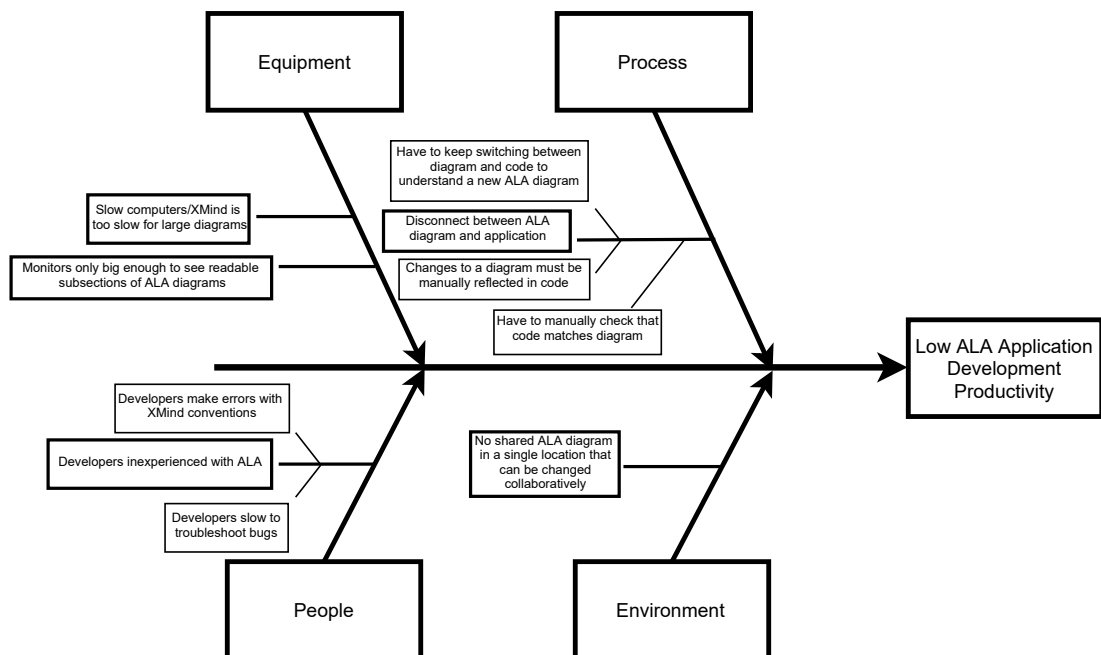 Equipment
Process
Have to keep switching between
diagram and code to
understand a new ALA diagram
Slow computers/XMind is
too slow for large diagrams
Disconnect between ALA
diagram and application
Monitors only big enough to see readable
subsections of ALA diagrams
Changes to a diagram must be
manually reflected in code
Have to manually check that
code matches diagram
Low ALA Application
Development
Productivity
Developers make errors with
XMind conventions
Developers inexperienced with ALA
No shared ALA diagram
in a single location that
can be changed
collaboratively
Developers slow to
troubleshoot bugs
People
Environment